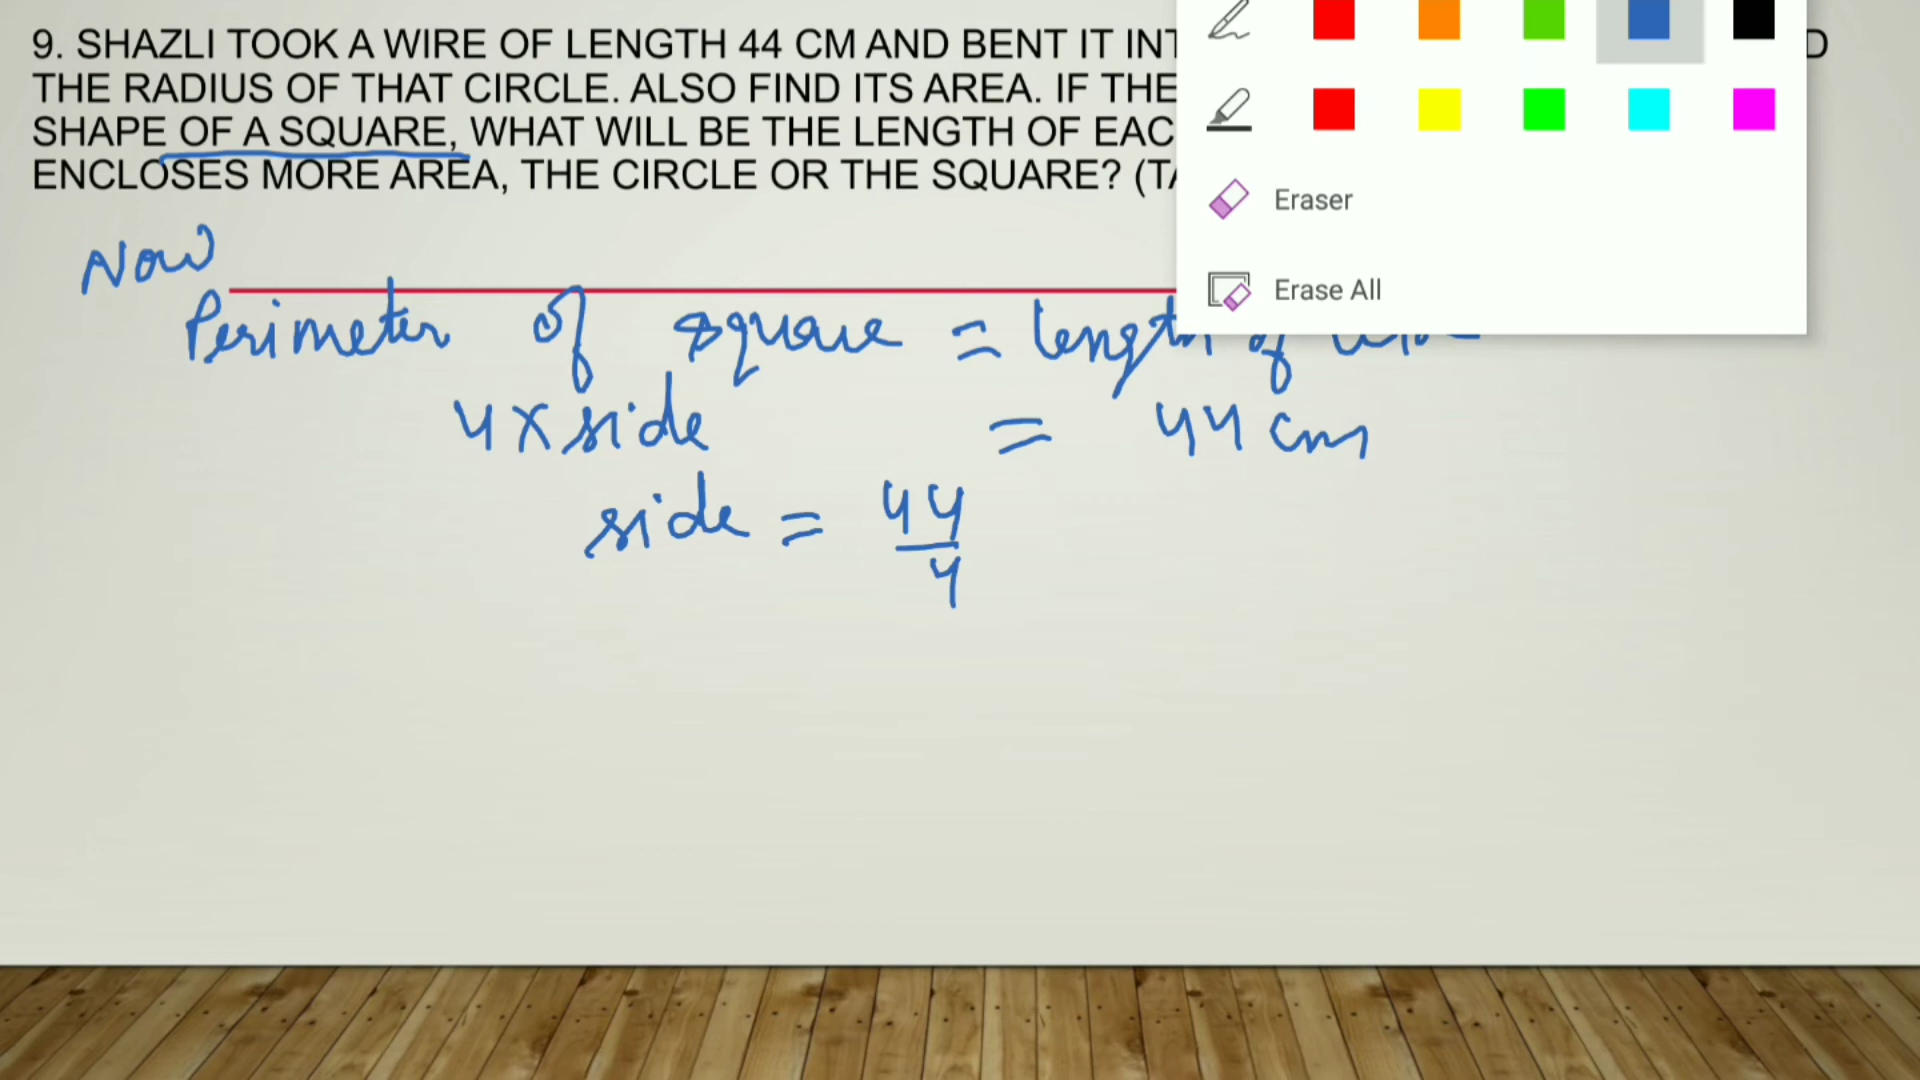 9. SHAZLI TOOK A WIRE OF LENGTH 44 CM AND BENT IT D
THE RADIUS OF THAT CIRCLE. ALSO FIND ITS AREA. IF THE
SHAPE OF A SQUARE, WHAT WILL BE THE LENGTH OF
ENCLOSES MORE AREA, THE CIRCLE OR THE SQUARE?
Eraser
Erase All
Now
Perimeter of square = length of
4 x side = 44 cm
side = 44/4